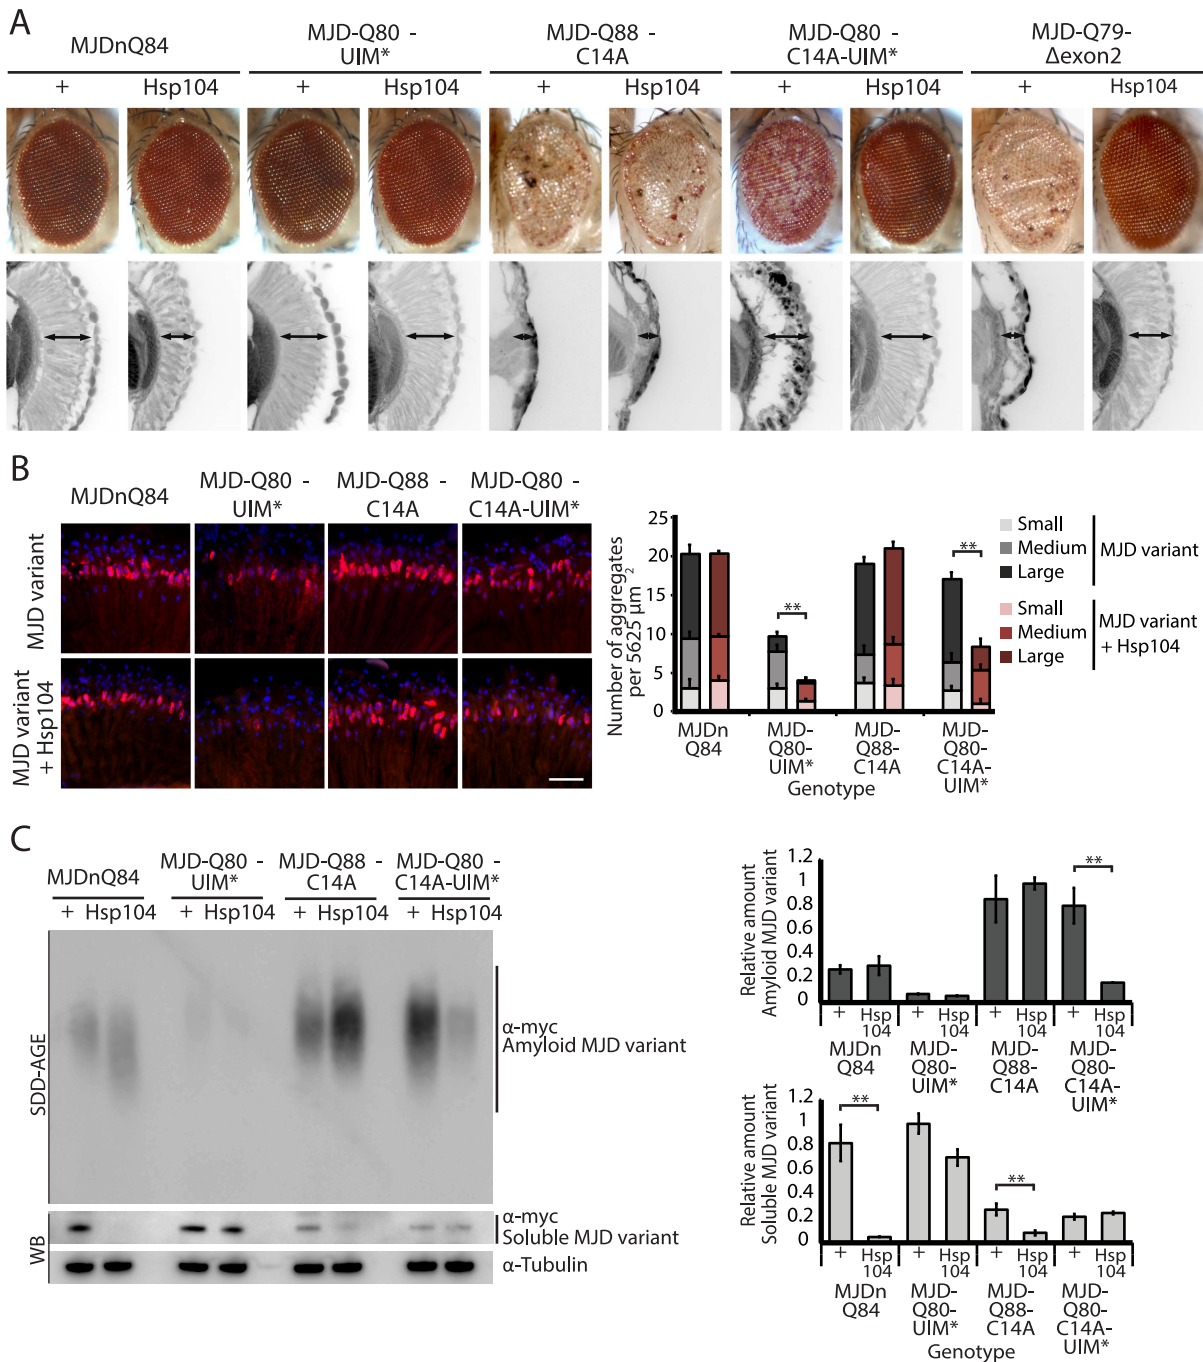 A
MJDnQ84
MJD-Q80 -
UIM*
MJD-Q88 -
C14A
MJD-Q80 -
C14A-UIM*
MJD-Q79-
Δexon2
+ Hsp104 + Hsp104 + Hsp104 + Hsp104 + Hsp104
B
MJDnQ84
MJD-Q80 -
UIM*
MJD-Q88 -
C14A
MJD-Q80 -
C14A-UIM*
MJD variant
MJD variant
+ Hsp104
Number of aggregates
per 5625 µm2
25
20
15
10
5
0
**
**
MJDn
Q84
MJD-
Q80-
UIM*
MJD-
Q88-
C14A
MJD-
Q80-
C14A-
UIM*
Genotype
Small
Medium
Large
MJD variant
Small
Medium
Large
MJD variant
+ Hsp104
C
MJDnQ84
MJD-Q80 -
UIM*
MJD-Q88 -
C14A
MJD-Q80 -
C14A-UIM*
+ Hsp104 + Hsp104 + Hsp104 + Hsp104
SDD-AGE
α-myc
Amyloid MJD variant
WB
α-myc
Soluble MJD variant
α-Tubulin
Relative amount
Amyloid MJD variant
1.2
1
0.8
0.6
0.4
0.2
0
**
+ Hsp 104 + Hsp 104 + Hsp 104 + Hsp 104
MJDn
Q84
MJD-
Q80-
UIM*
MJD-
Q88-
C14A
MJD-
Q80-
C14A-
UIM*
Relative amount
Soluble MJD variant
1.2
1
0.8
0.6
0.4
0.2
0
**
**
+ Hsp 104 + Hsp 104 + Hsp 104 + Hsp 104
MJDn
Q84
MJD-
Q80-
UIM*
MJD-
Q88-
C14A
MJD-
Q80-
C14A-UIM*
Genotype